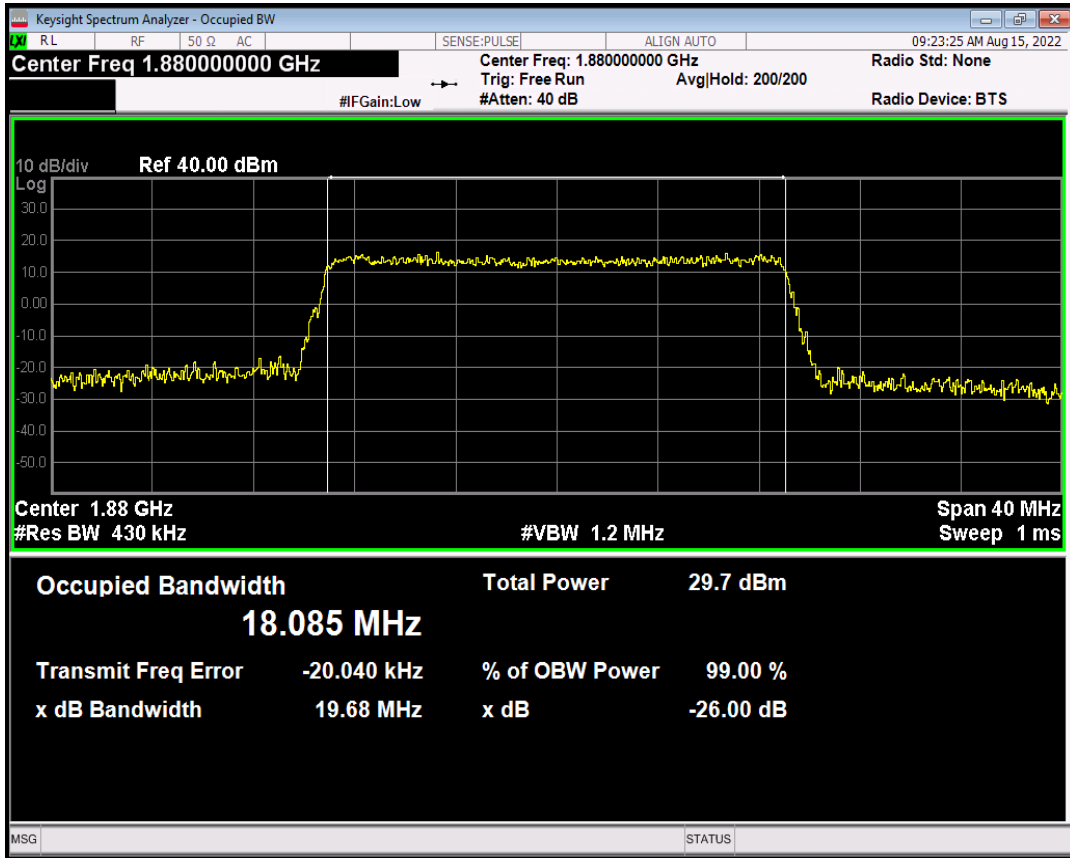 Keysight Spectrum Analyzer - Occupied BW
LXI RL RF 50 Ω AC SENSE:PULSE ALIGN AUTO 09:23:25 AM Aug 15, 2022
Center Freq 1.880000000 GHz Center Freq: 1.880000000 GHz Radio Std: None
Trig: Free Run Avg|Hold: 200/200
#IFGain:Low #Atten: 40 dB Radio Device: BTS
10 dB/div Ref 40.00 dBm
Log
30.0
20.0
10.0
0.00
-10.0
-20.0
-30.0
-40.0
-50.0
Center 1.88 GHz Span 40 MHz
#Res BW 430 kHz #VBW 1.2 MHz Sweep 1 ms
Occupied Bandwidth Total Power 29.7 dBm
18.085 MHz
Transmit Freq Error -20.040 kHz % of OBW Power 99.00 %
x dB Bandwidth 19.68 MHz x dB -26.00 dB
MSG STATUS